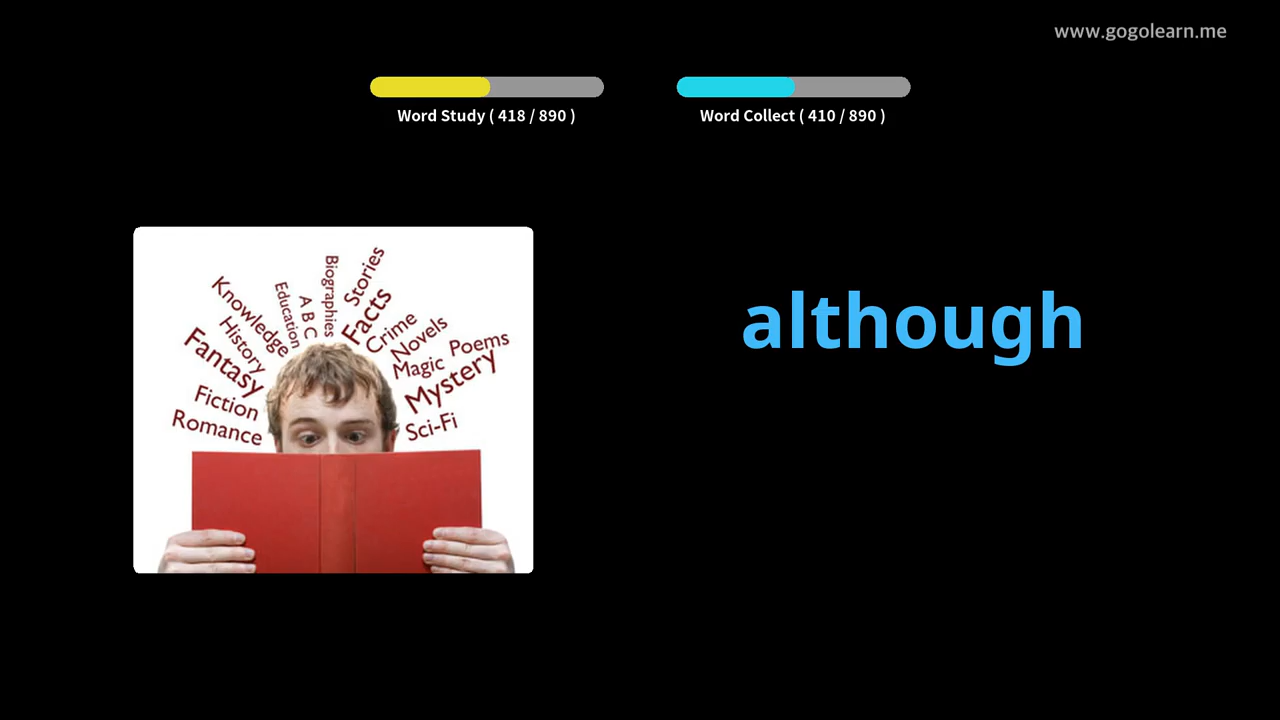 www.gogolearn.me
Word Study ( 418 / 890 )
Word Collect ( 410 / 890 )
Romance
Fiction
Fantasy
History
Knowledge
Education
A B C
Biographies
Stories
Facts
Crime
Novels
Magic
Poems
Mystery
Sci-Fi
although